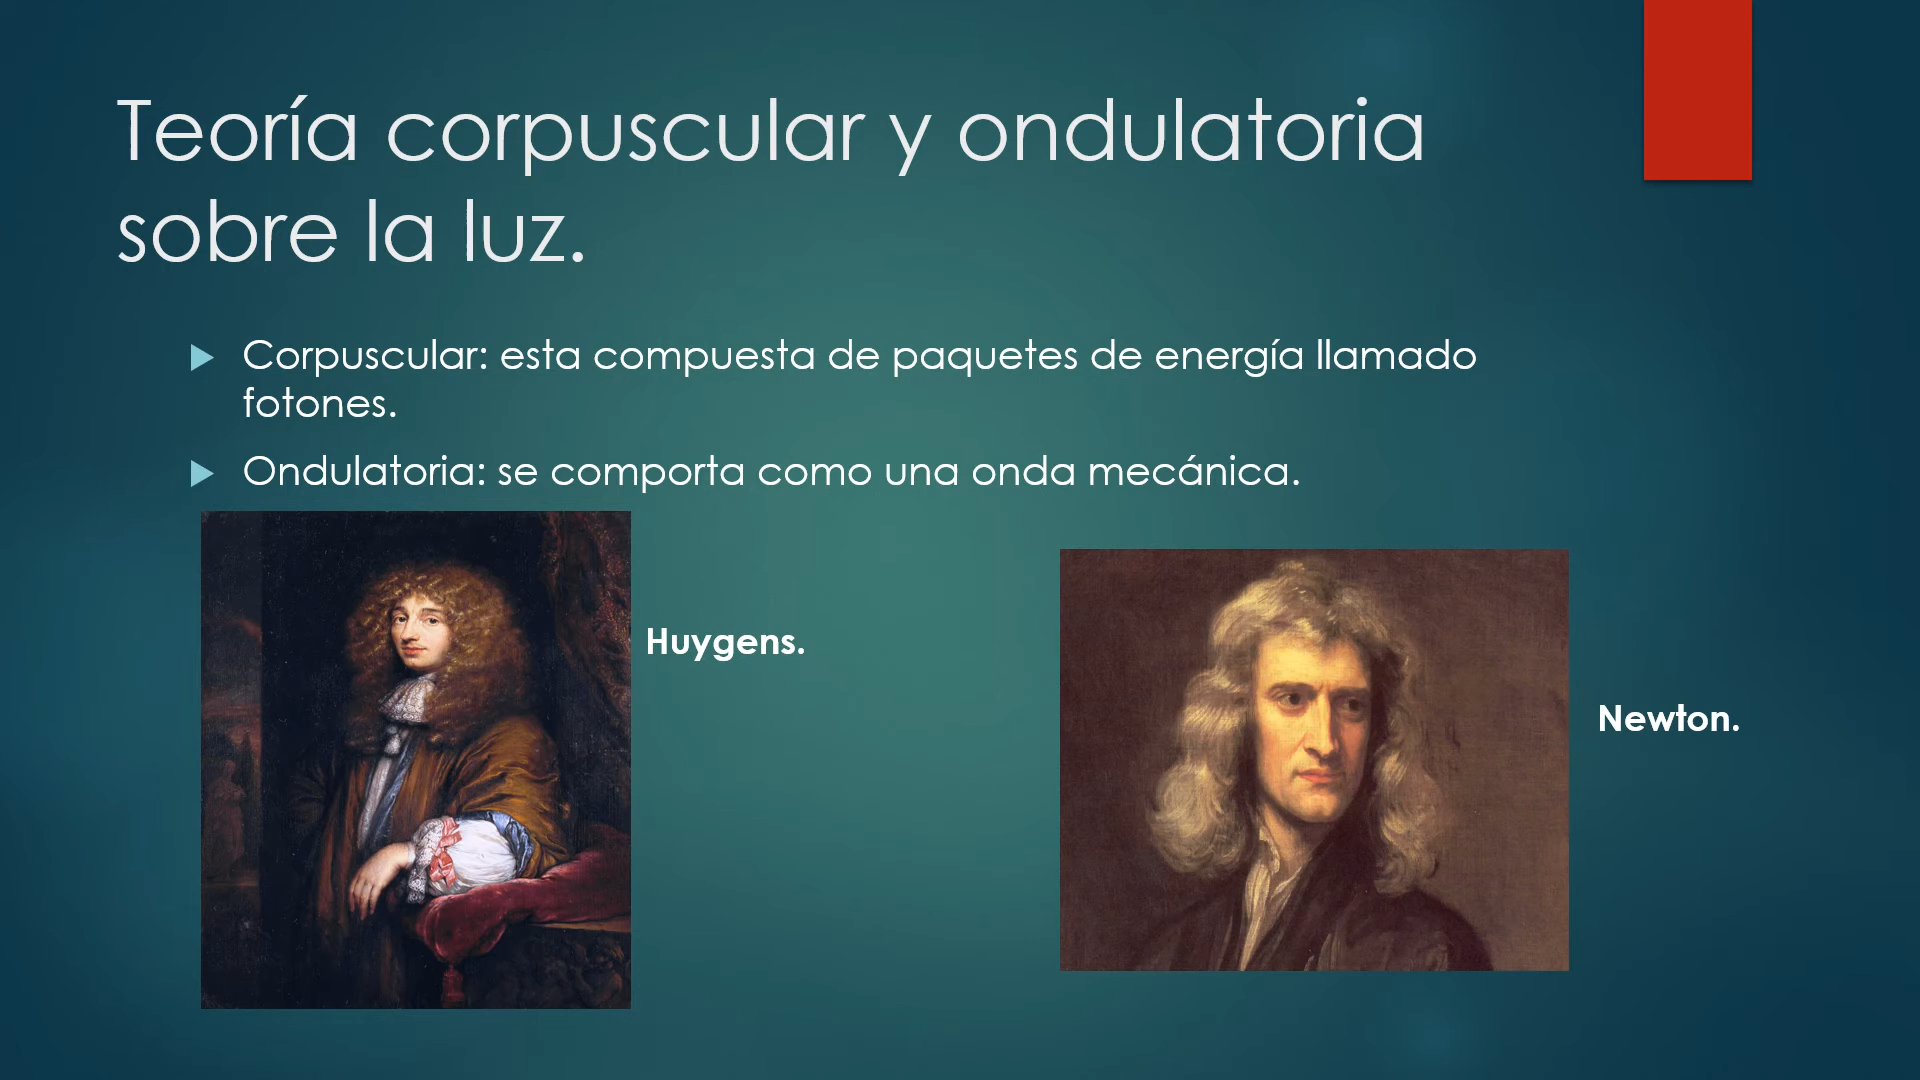 Teoría corpuscular y ondulatoria
sobre la luz.
Corpuscular: esta compuesta de paquetes de energía llamado
fotones.
Ondulatoria: se comporta como una onda mecánica.
Huygens.
Newton.